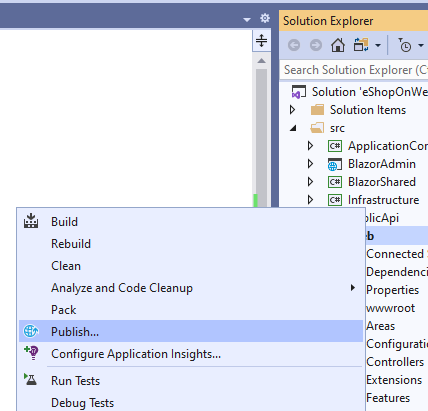 Solution Explorer
Search Solution Explorer (C
Solution 'eShopOnWe
Solution Items
src
C# ApplicationCor
BlazorAdmin
BlazorShared
C# Infrastructure
blicApi
b
Connected S
Dependenci
Properties
wwwroot
Areas
Configuratio
Controllers
Extensions
Features
Build
Rebuild
Clean
Analyze and Code Cleanup
Pack
Publish...
Configure Application Insights...
Run Tests
Debug Tests